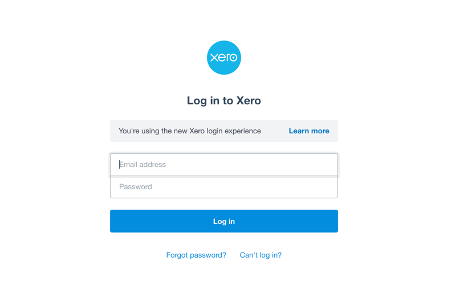 xero
Log in to Xero
You're using the new Xero login experience Learn more
Email address
Password
Log in
Forgot password? Can't log in?